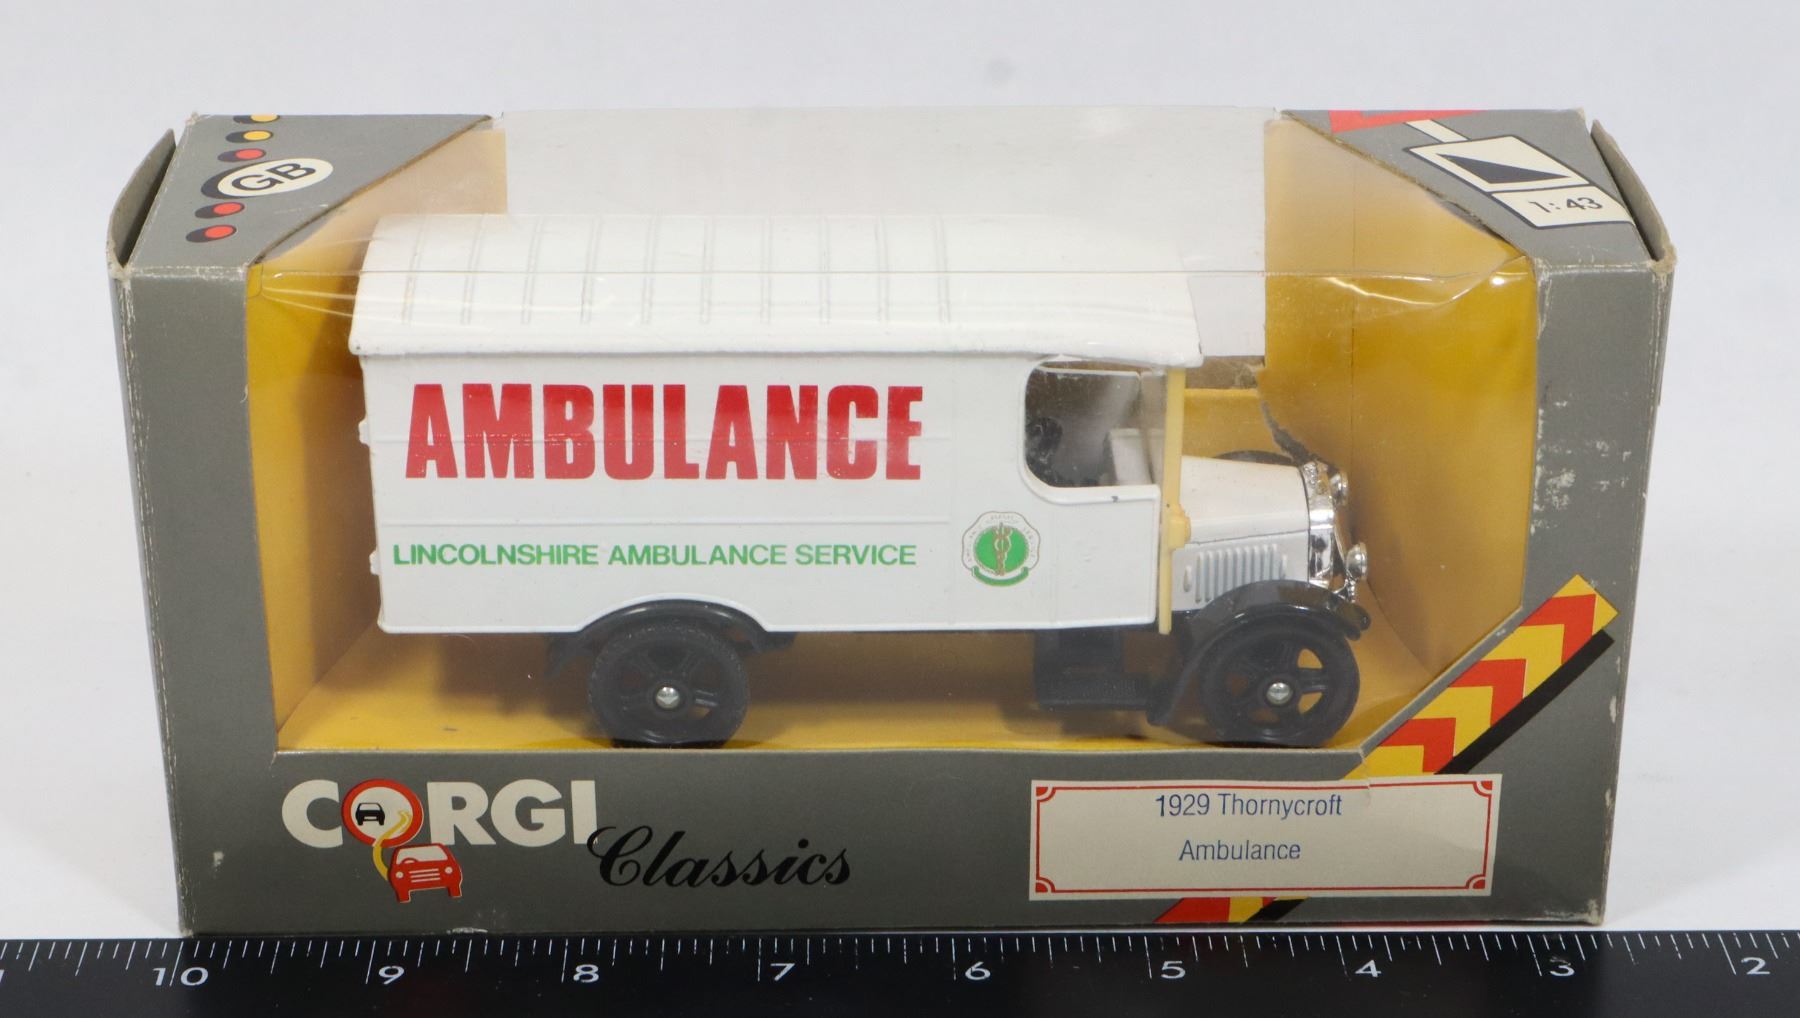 GB
1:43
AMBULANCE
LINCOLNSHIRE AMBULANCE SERVICE
CORGI
Classics
1929 Thornycroft
Ambulance
10 9 8 7 6 5 4 3 2